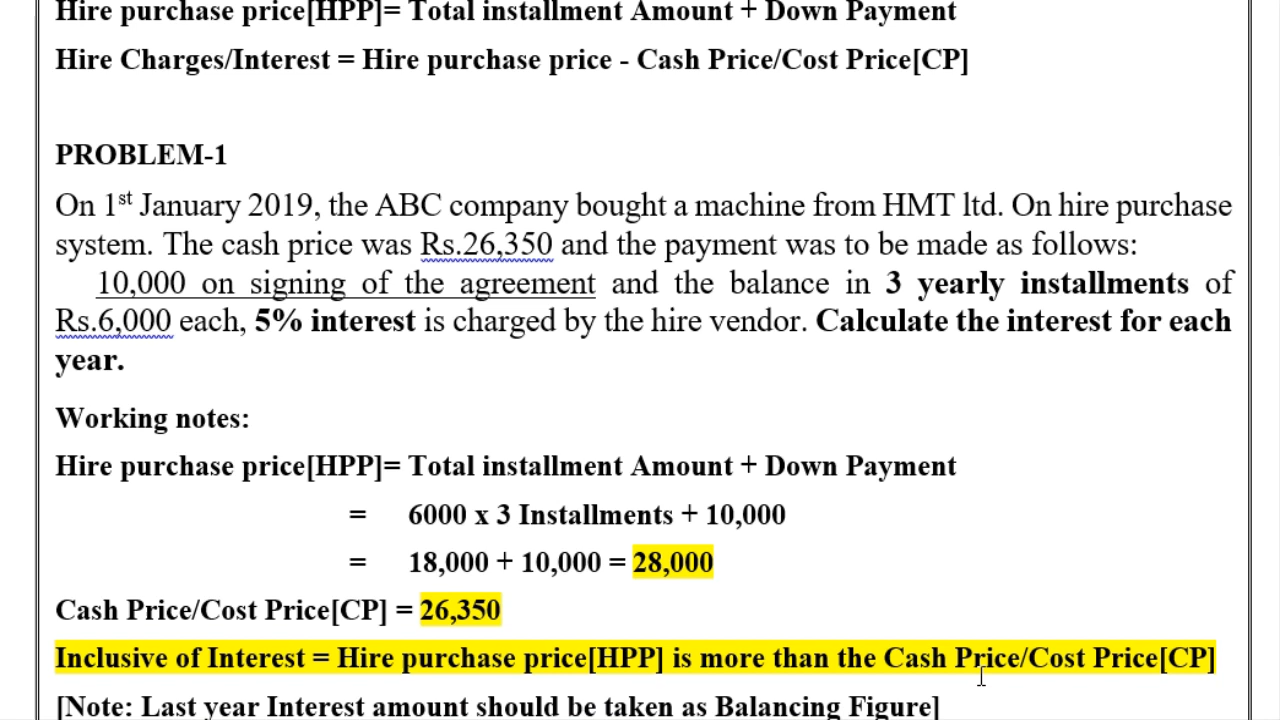 Hire purchase price[HPP]= Total installment Amount + Down Payment
Hire Charges/Interest = Hire purchase price - Cash Price/Cost Price[CP]
PROBLEM-1
On 1st January 2019, the ABC company bought a machine from HMT ltd. On hire purchase
system. The cash price was Rs.26,350 and the payment was to be made as follows:
10,000 on signing of the agreement and the balance in 3 yearly installments of
Rs.6,000 each, 5% interest is charged by the hire vendor. Calculate the interest for each
year.
Working notes:
Hire purchase price[HPP]= Total installment Amount + Down Payment
= 6000 x 3 Installments + 10,000
= 18,000 + 10,000 = 28,000
Cash Price/Cost Price[CP] = 26,350
Inclusive of Interest = Hire purchase price[HPP] is more than the Cash Price/Cost Price[CP]
[Note: Last year Interest amount should be taken as Balancing Figure]